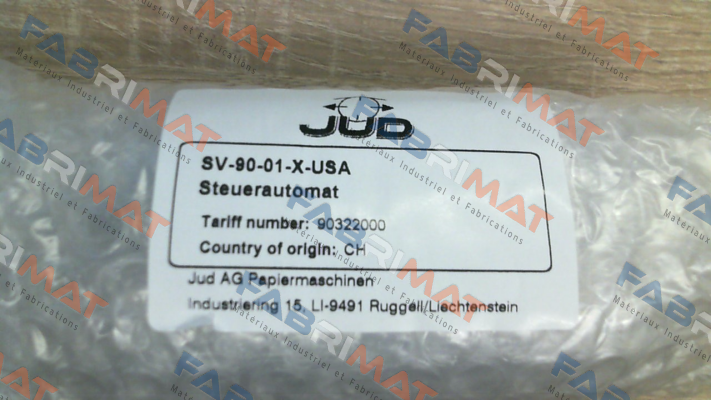 JUD
SV-90-01-X-USA
Steuerautomat
Tariff number: 90322000
Country of origin: CH
Jud AG Papiermaschinen
Industriering 15, LI-9491 Ruggell/Liechtenstein
FABRIMAT
Materiaux Industriel et Fabrications